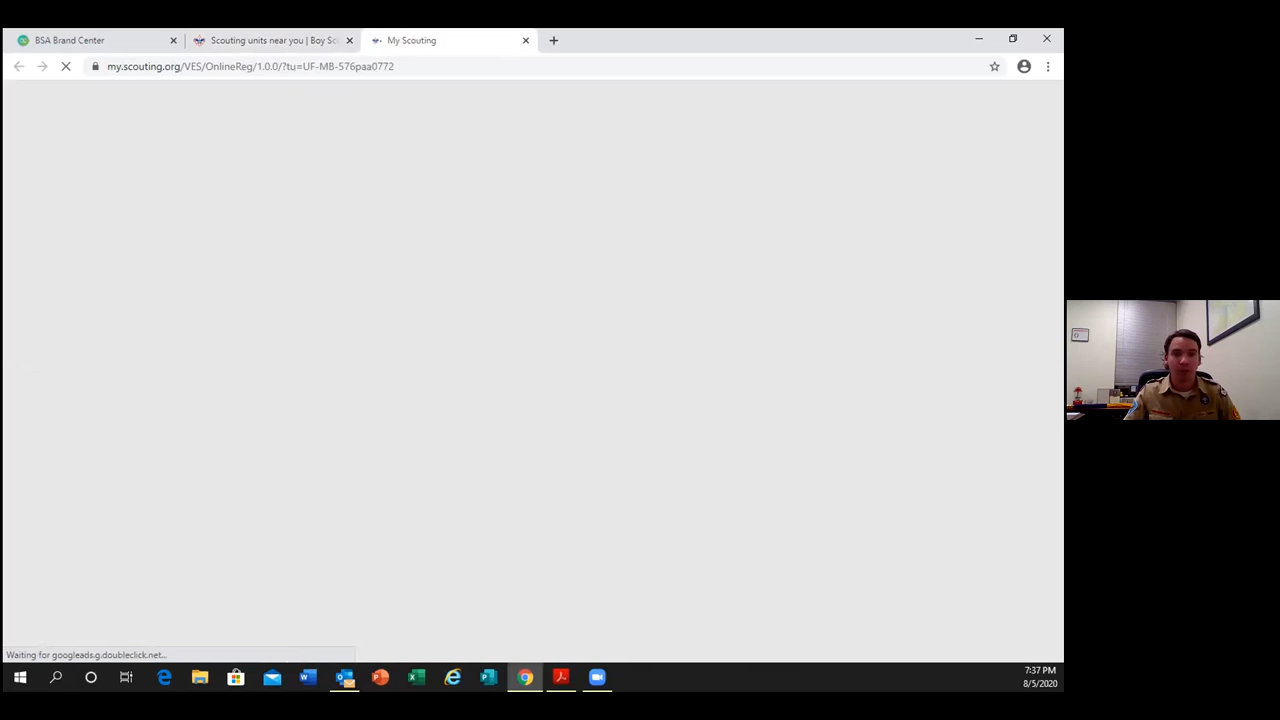 BSA Brand Center
Scouting units near you | Boy Sc
My Scouting
my.scouting.org/VES/OnlineReg/1.0.0/?tu=UF-MB-576paa0772
Waiting for googleads.g.doubleclick.net...
7:37 PM
8/5/2020